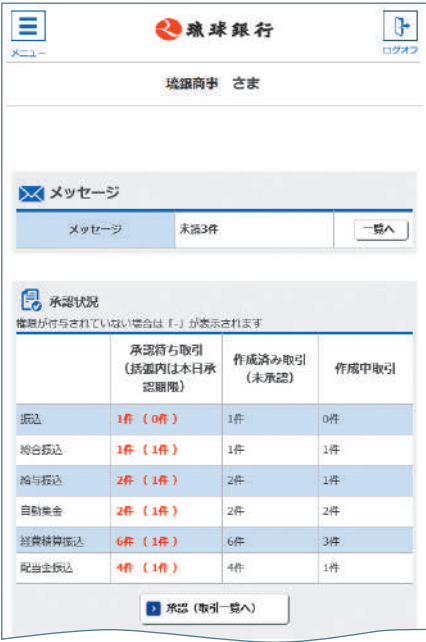 メニュー
琉球銀行
ログオフ
琉銀商事 さま
メッセージ
メッセージ 未読3件 一覧へ
承認状況
権限が付与されていない場合は「-」が表示されます
承認待ち取引
(括弧内は本日承
認期限)
作成済み取引
(未承認)
作成中取引
振込 1件 ( 0件 ) 1件 0件
総合振込 1件 ( 1件 ) 1件 1件
給与振込 2件 ( 1件 ) 2件 1件
自動集金 2件 ( 1件 ) 2件 2件
経費精算振込 6件 ( 1件 ) 6件 3件
配当金振込 4件 ( 1件 ) 4件 1件
承認 (取引一覧へ)